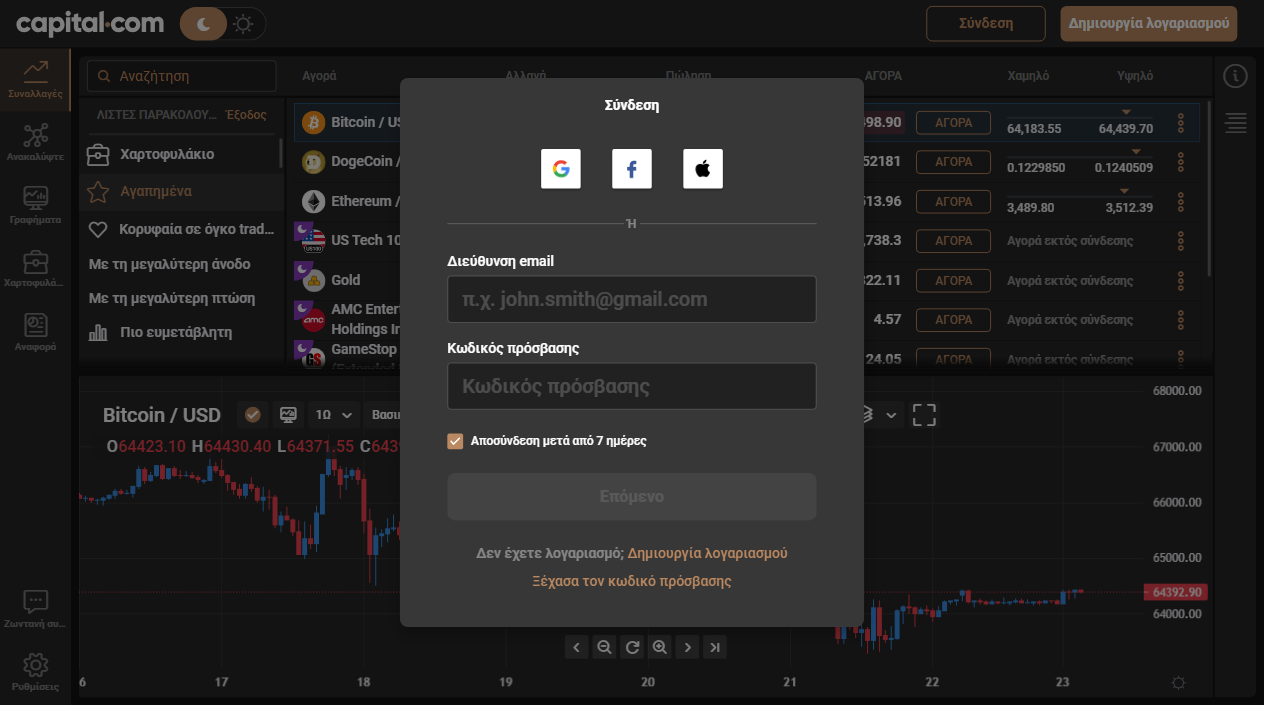 capital.com
Σύνδεση
Δημιουργία λογαριασμού
Συναλλαγές
Ανακαλύψτε
Γραφήματα
Χαρτοφυλά...
Αναφορά
Ζωντανή συ...
Ρυθμίσεις
Αναζήτηση
ΛΙΣΤΕΣ ΠΑΡΑΚΟΛΟΥ... Έξοδος
Χαρτοφυλάκιο
Αγαπημένα
Κορυφαία σε όγκο trad...
Με τη μεγαλύτερη άνοδο
Με τη μεγαλύτερη πτώση
Πιο ευμετάβλητη
Αγορά Αλλαγή Πώληση ΑΓΟΡΑ Χαμηλό Υψηλό
Bitcoin / US 98.90 ΑΓΟΡΑ 64,183.55 64,439.70
DogeCoin / 52181 ΑΓΟΡΑ 0.1229850 0.1240509
Ethereum / 513.96 ΑΓΟΡΑ 3,489.80 3,512.39
US Tech 10 ,738.3 ΑΓΟΡΑ Αγορά εκτός σύνδεσης
Gold 322.11 ΑΓΟΡΑ Αγορά εκτός σύνδεσης
AMC Enter
Holdings In 4.57 ΑΓΟΡΑ Αγορά εκτός σύνδεσης
GameStop 24.05 ΑΓΟΡΑ Αγορά εκτός σύνδεσης
Σύνδεση
Ή
Διεύθυνση email
π.χ. john.smith@gmail.com
Κωδικός πρόσβασης
Κωδικός πρόσβασης
Αποσύνδεση μετά από 7 ημέρες
Επόμενο
Δεν έχετε λογαριασμό; Δημιουργία λογαριασμού
Ξέχασα τον κωδικό πρόσβασης
Bitcoin / USD 1Ω Βασι
O64423.10 H64430.40 L64371.55 C6439
68000.00
67000.00
66000.00
65000.00
64392.90
64000.00
6 17 18 19 20 21 22 23